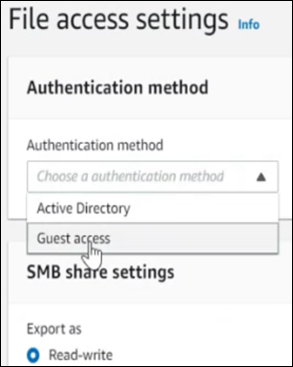 File access settings Info
Authentication method
Authentication method
Choose a authentication method
Active Directory
Guest access
SMB share settings
Export as
Read-write